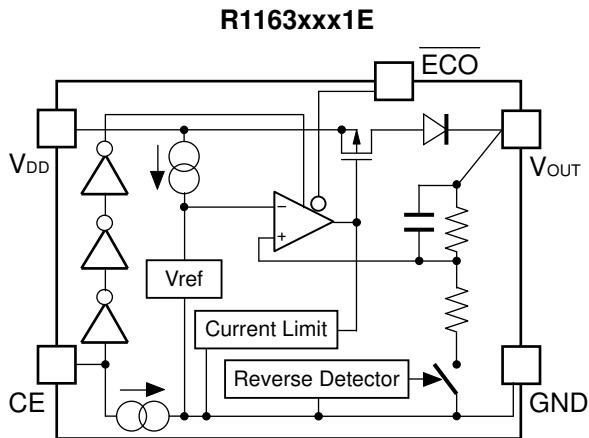 R1163xxx1E
ECO
VDD
VOUT
−
+
Vref
Current Limit
Reverse Detector
CE
GND